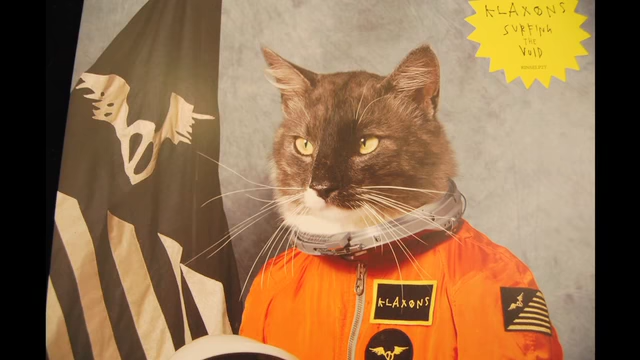 KLAXONS
SURFING
THE
VOID
KLAXONS